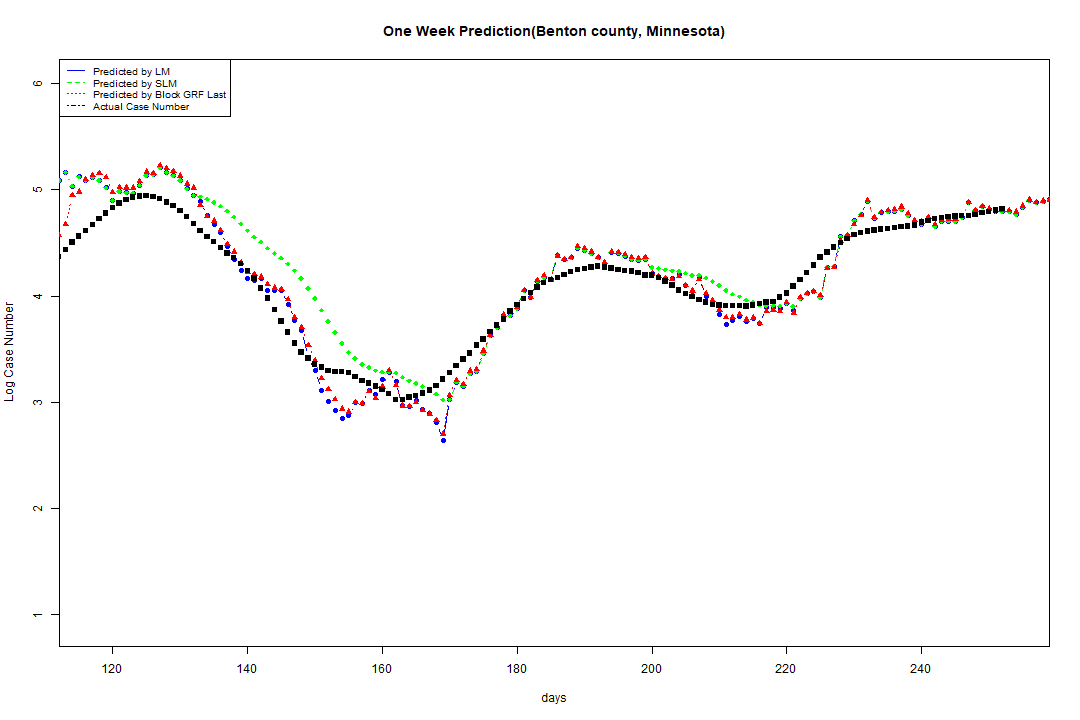 One Week Prediction(Benton county, Minnesota)
Predicted by LM
Predicted by SLM
Predicted by Block GRF Last
Actual Case Number
Log Case Number
6
5
4
3
2
1
120 140 160 180 200 220 240
days